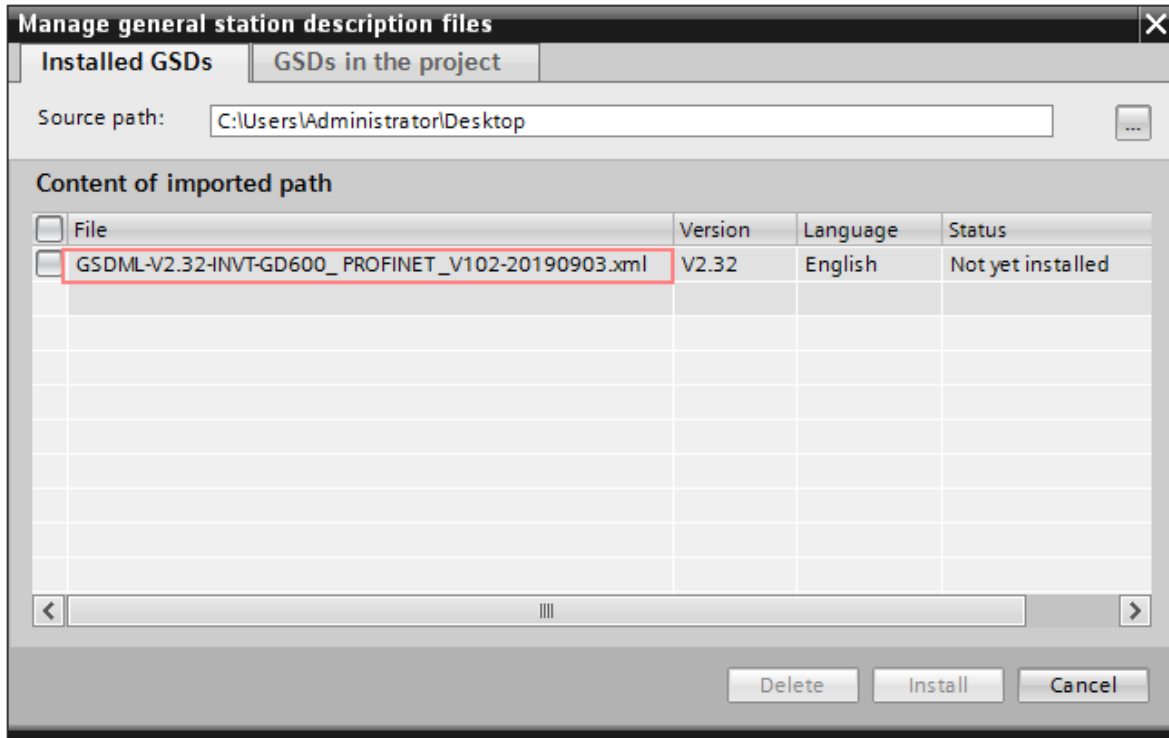 Manage general station description files
Installed GSDs GSDs in the project
Source path: C:\Users\Administrator\Desktop ...
Content of imported path
File Version Language Status
GSDML-V2.32-INVT-GD600_ PROFINET _V102-20190903.xml V2.32 English Not yet installed
Delete Install Cancel